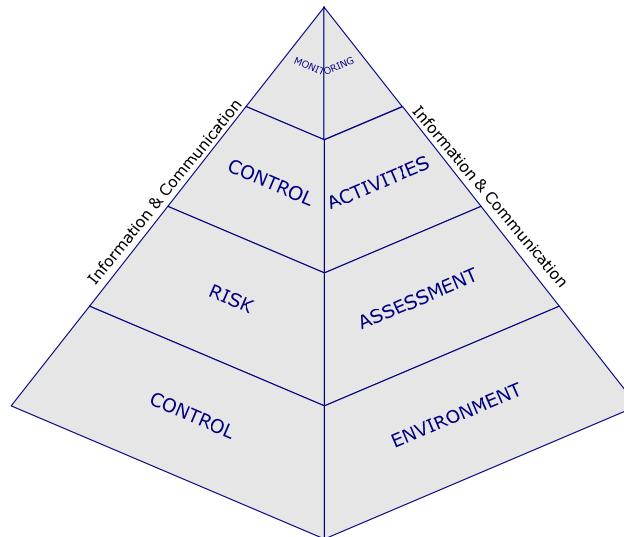 MONITORING
Information & Communication
Information & Communication
CONTROL ACTIVITIES
RISK ASSESSMENT
CONTROL ENVIRONMENT